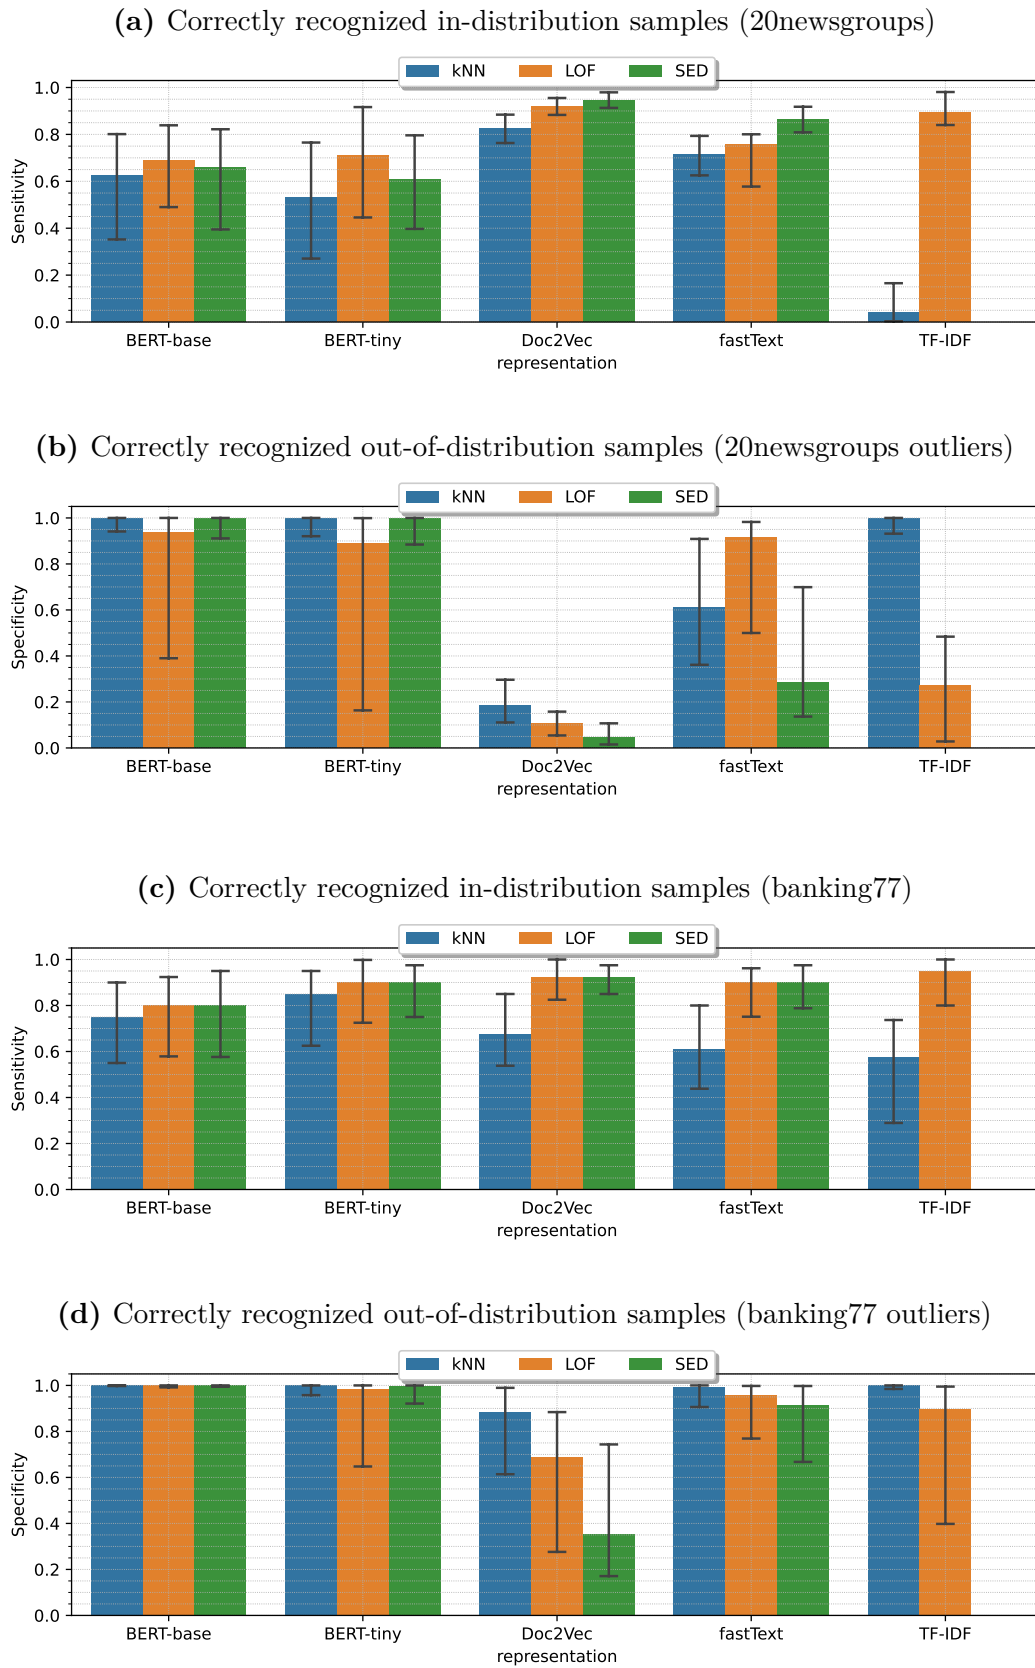 (a) Correctly recognized in-distribution samples (20newsgroups)
kNN LOF SED
1.0
0.8
0.6
0.4
0.2
0.0
Sensitivity
BERT-base BERT-tiny Doc2Vec fastText TF-IDF
representation
(b) Correctly recognized out-of-distribution samples (20newsgroups outliers)
kNN LOF SED
1.0
0.8
0.6
0.4
0.2
0.0
Specificity
BERT-base BERT-tiny Doc2Vec fastText TF-IDF
representation
(c) Correctly recognized in-distribution samples (banking77)
kNN LOF SED
1.0
0.8
0.6
0.4
0.2
0.0
Sensitivity
BERT-base BERT-tiny Doc2Vec fastText TF-IDF
representation
(d) Correctly recognized out-of-distribution samples (banking77 outliers)
kNN LOF SED
1.0
0.8
0.6
0.4
0.2
0.0
Specificity
BERT-base BERT-tiny Doc2Vec fastText TF-IDF
representation